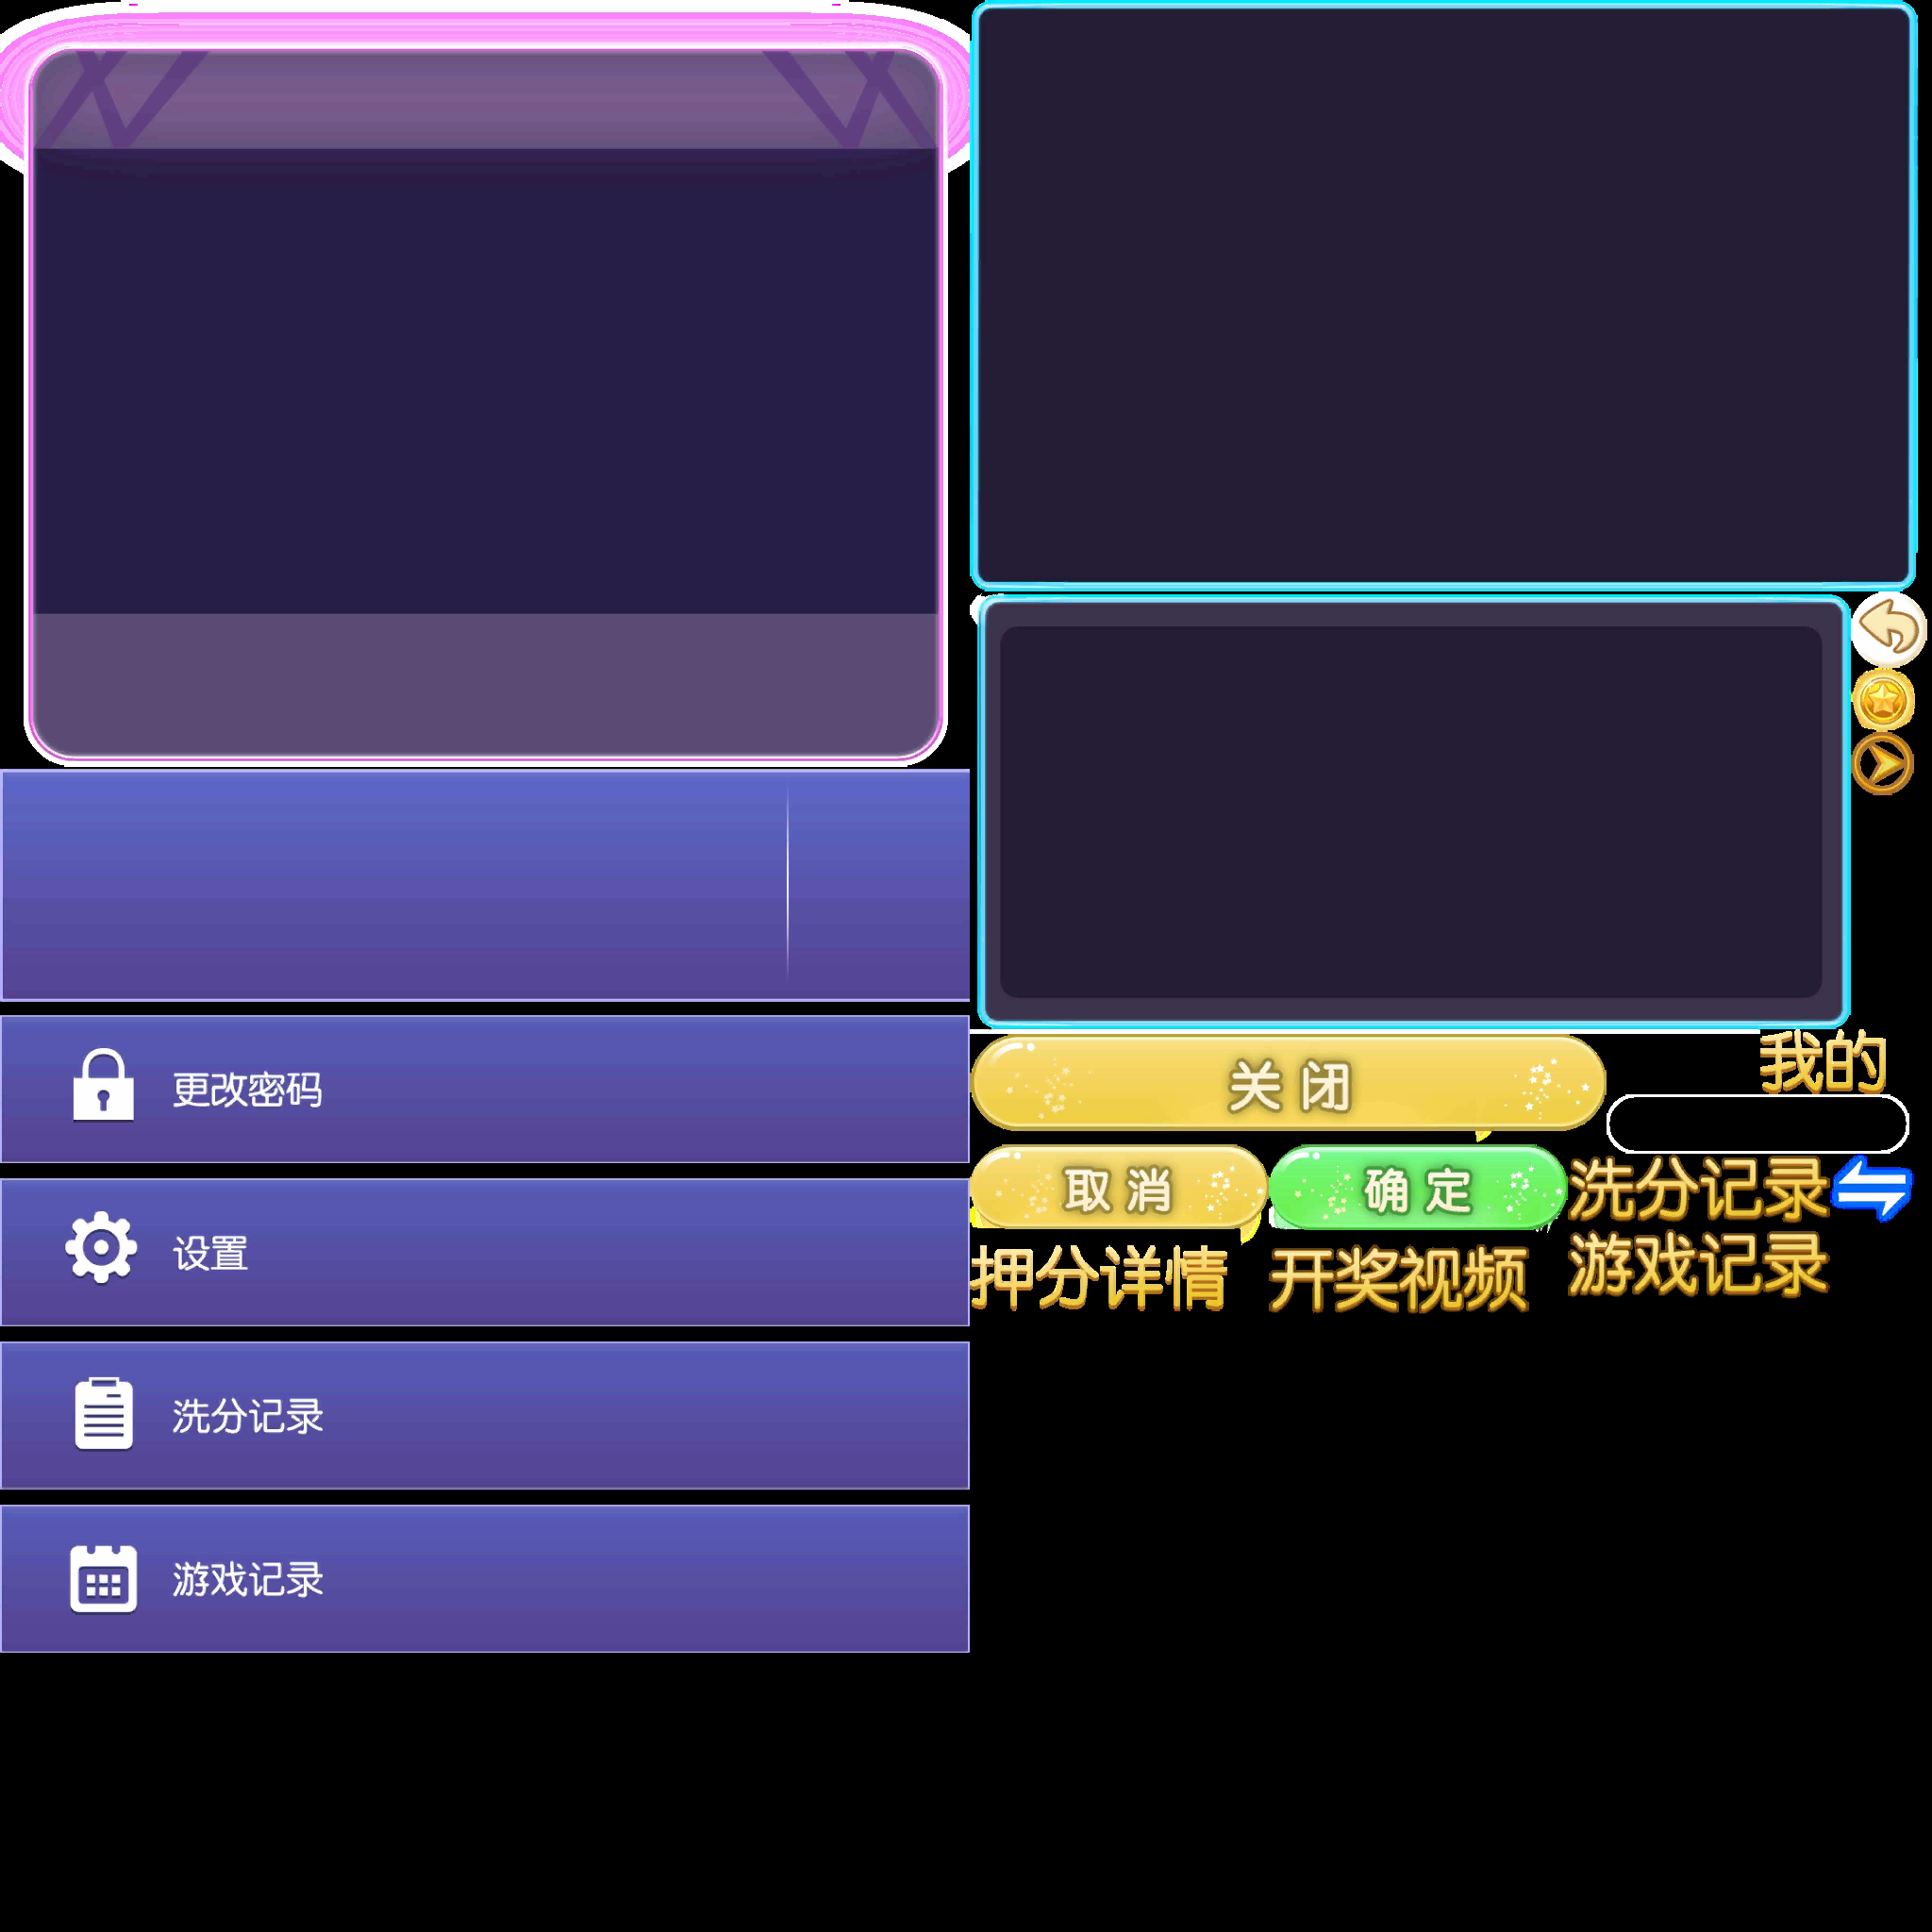 更改密码
设置
洗分记录
游戏记录
关闭
我的
取消
确定
洗分记录
押分详情
开奖视频
游戏记录